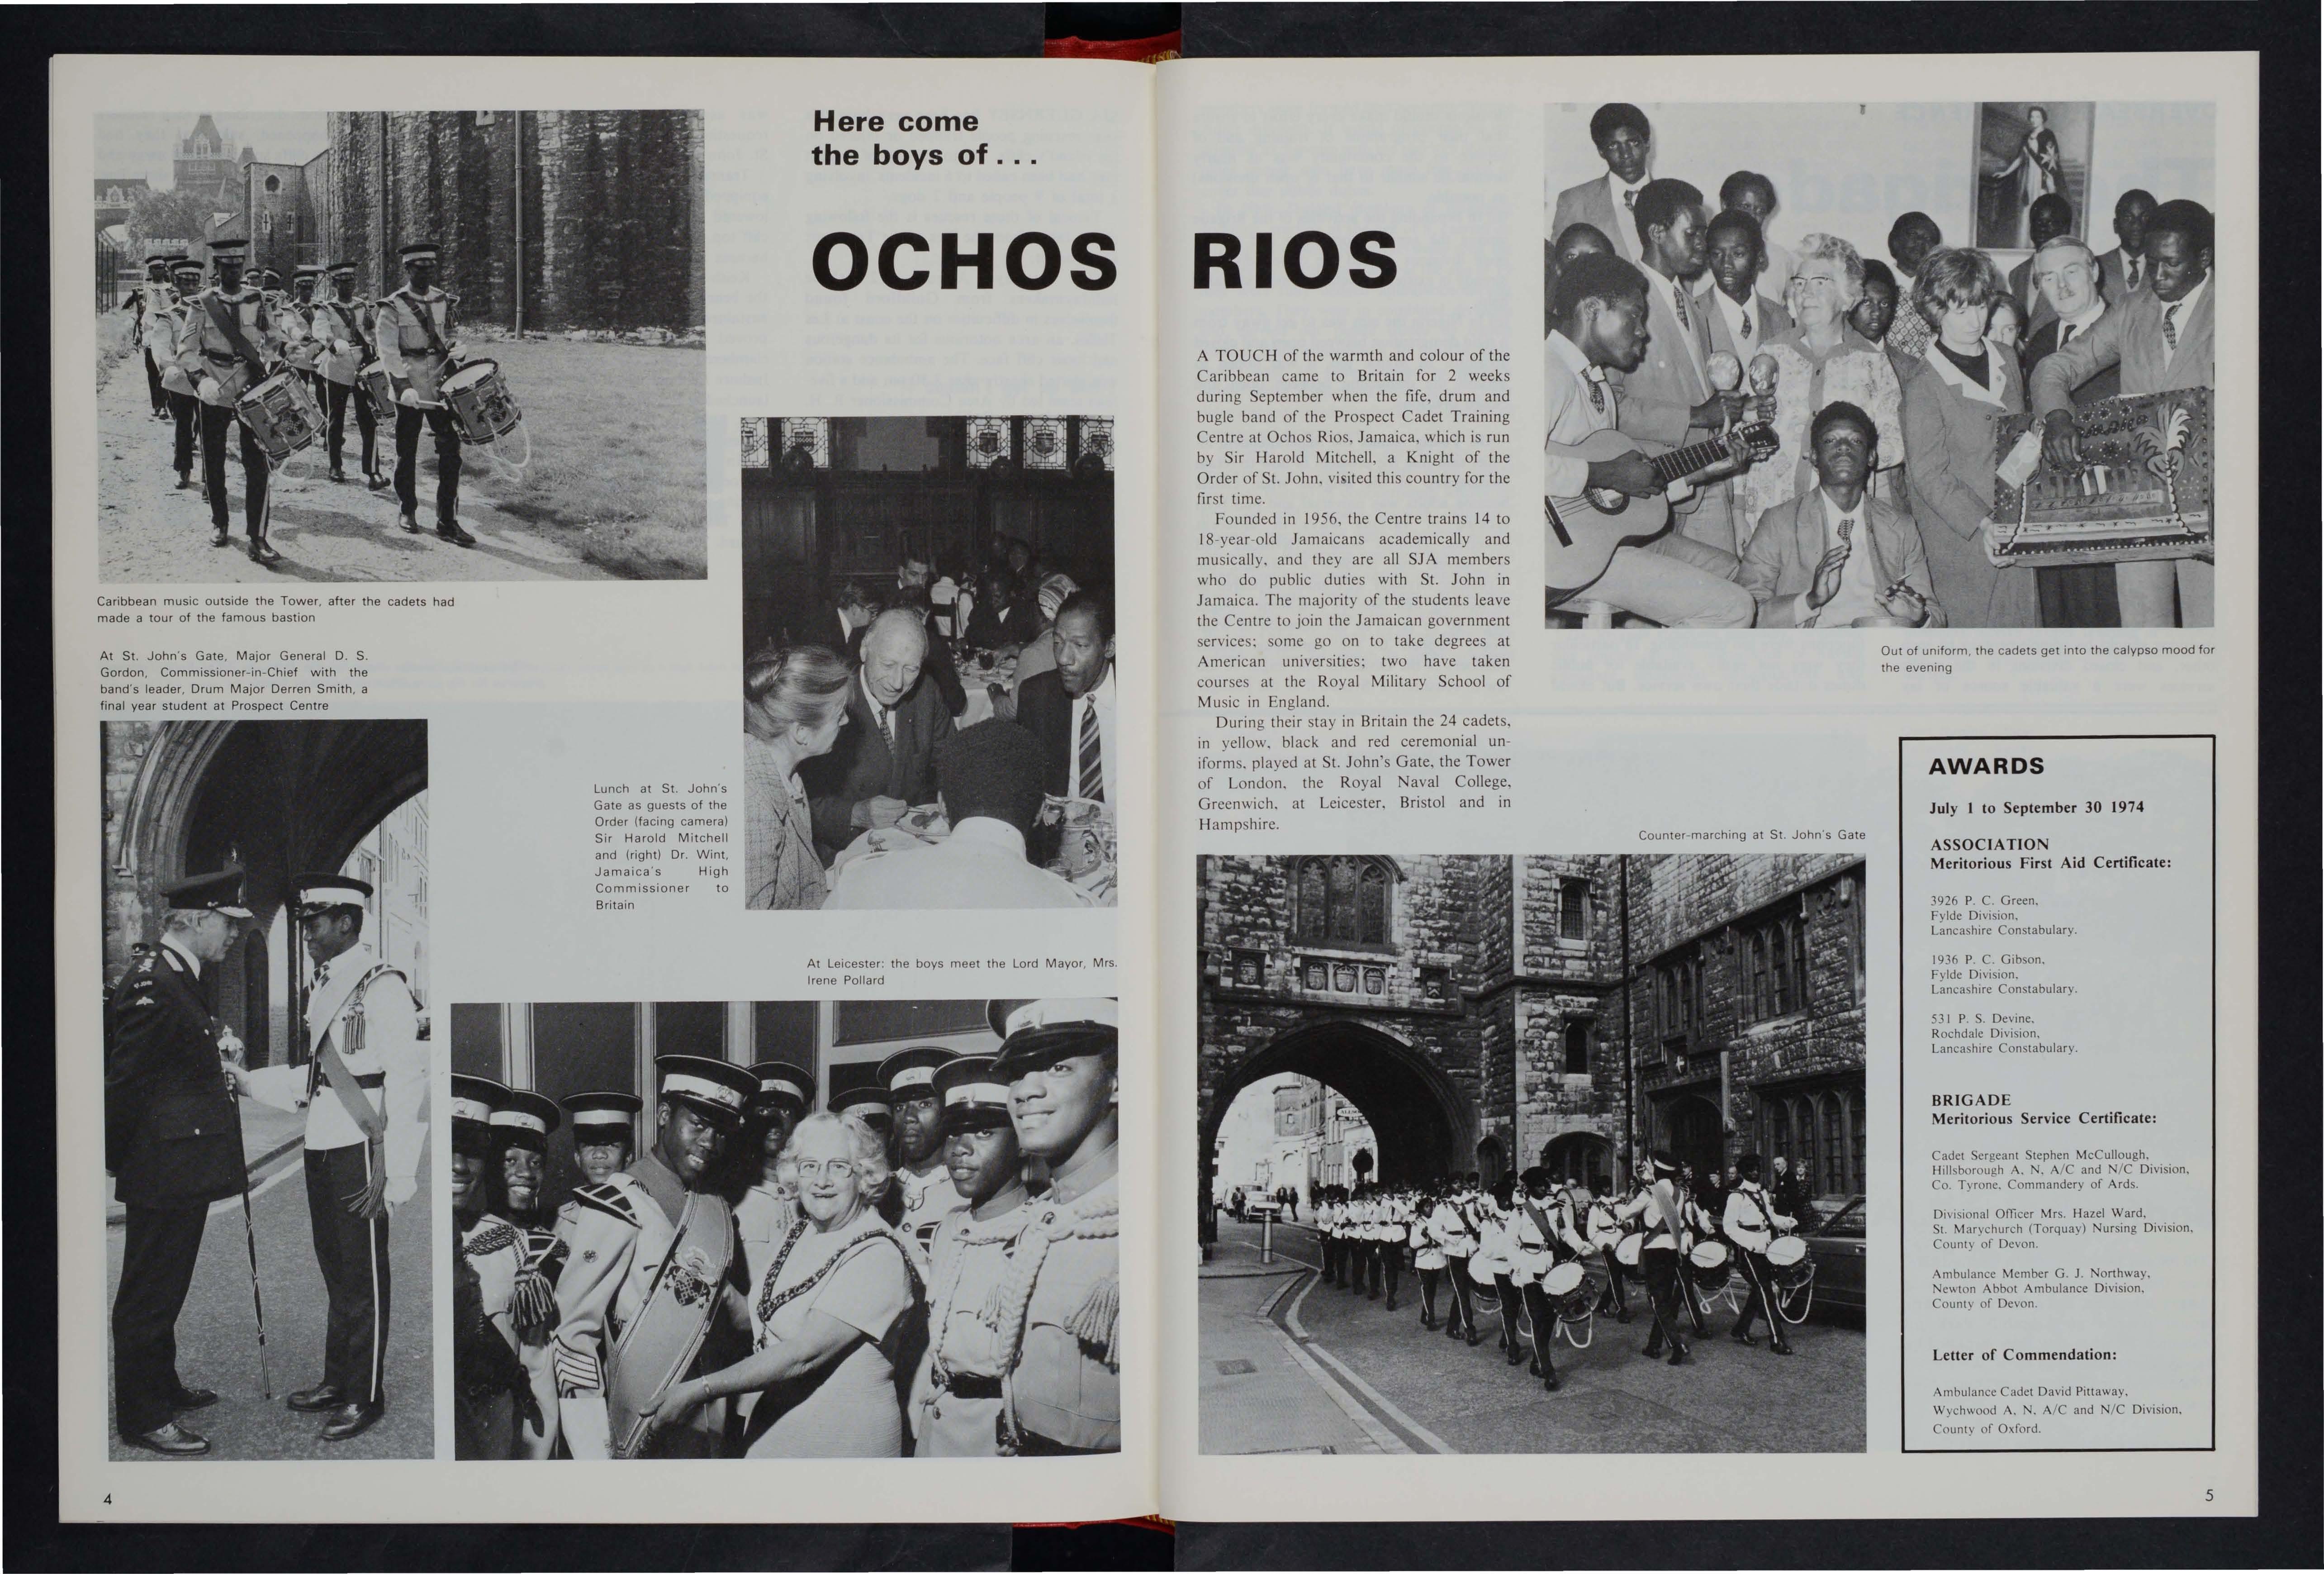 Here come
the boys of...
OCHOS RIOS
Caribbean music outside the Tower, after the cadets had
made a tour of the famous bastion
At St. John's Gate, Major General D. S.
Gordon, Commissioner-in-Chief with the
band's leader, Drum Major Derren Smith, a
final year student at Prospect Centre
Lunch at St. John's
Gate as guests of the
Order (facing camera)
Sir Harold Mitchell
and (right) Dr. Wint,
Jamaica's High
Commissioner to
Britain
At Leicester: the boys meet the Lord Mayor, Mrs.
Irene Pollard
4
A TOUCH of the warmth and colour of the
Caribbean came to Britain for 2 weeks
during September when the fife, drum and
bugle band of the Prospect Cadet Training
Centre at Ochos Rios, Jamaica, which is run
by Sir Harold Mitchell, a Knight of the
Order of St. John, visited this country for the
first time.
Founded in 1956, the Centre trains 14 to
18-year-old Jamaicans academically and
musically, and they are all SJA members
who do public duties with St. John in
Jamaica. The majority of the students leave
the Centre to join the Jamaican government
services; some go on to take degrees at
American universities; two have taken
courses at the Royal Military School of
Music in England.
During their stay in Britain the 24 cadets,
in yellow, black and red ceremonial un-
iforms, played at St. John's Gate, the Tower
of London, the Royal Naval College,
Greenwich, at Leicester, Bristol and in
Hampshire.
Out of uniform, the cadets get into the calypso mood for
the evening
Counter-marching at St. John's Gate
AWARDS
July 1 to September 30 1974
ASSOCIATION
Meritorious First Aid Certificate:
3926 P. C. Green,
Fylde Division,
Lancashire Constabulary.
1936 P. C. Gibson,
Fylde Division,
Lancashire Constabulary.
531 P. S. Devine,
Rochdale Division,
Lancashire Constabulary.
BRIGADE
Meritorious Service Certificate:
Cadet Sergeant Stephen McCullough,
Hillsborough A, N, A/C and N/C Division,
Co. Tyrone, Commandery of Ards.
Divisional Officer Mrs. Hazel Ward,
St. Marychurch (Torquay) Nursing Division,
County of Devon.
Ambulance Member G. J. Northway,
Newton Abbot Ambulance Division,
County of Devon.
Letter of Commendation:
Ambulance Cadet David Pittaway,
Wychwood A, N, A/C and N/C Division,
County of Oxford.
5